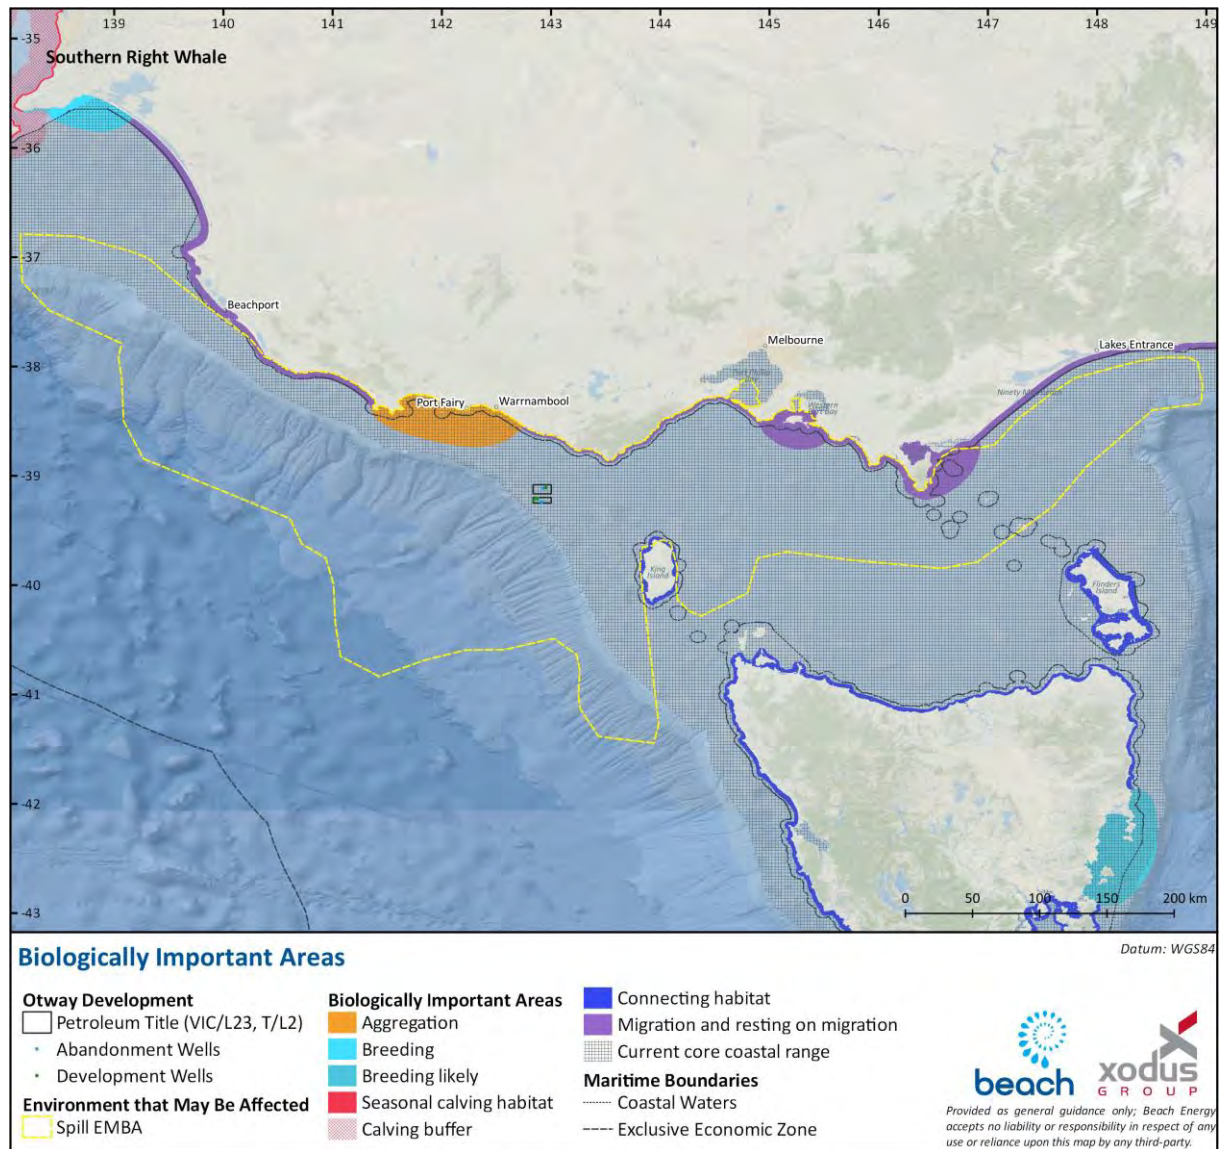 139 140 141 142 143 144 145 146 147 148 149
-35
Southern Right Whale
-36
-37
Beachport
Melbourne
Lakes Entrance
-38
Port Fairy
Warrnambool
-39
King
Island
-40
Flinders
Island
-41
-42
-43
0 50 100 150 200 km
Biologically Important Areas
Datum: WGS84
Otway Development
Petroleum Title (VIC/L23, T/L2)
Abandonment Wells
Development Wells
Environment that May Be Affected
Spill EMBA
Biologically Important Areas
Aggregation
Breeding
Breeding likely
Seasonal calving habitat
Calving buffer
Connecting habitat
Migration and resting on migration
Current core coastal range
Maritime Boundaries
Coastal Waters
Exclusive Economic Zone
beach
xodus
GROUP
Provided as general guidance only; Beach Energy
accepts no liability or responsibility in respect of any
use or reliance upon this map by any third-party.